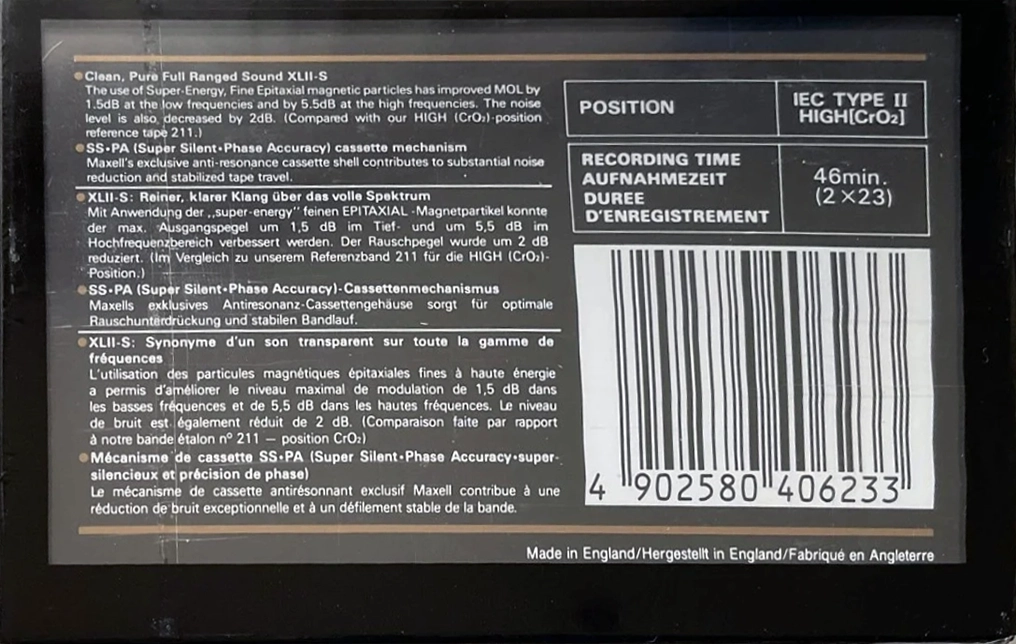 •Clean, Pure Full Ranged Sound XLII-S
The use of Super-Energy, Fine Epitaxial magnetic particles has improved MOL by
1.5dB at the low frequencies and by 5.5dB at the high frequencies. The noise
level is also decreased by 2dB. (Compared with our HIGH (CrO₂)-position
reference tape 211.)
•SS•PA (Super Silent•Phase Accuracy) cassette mechanism
Maxell's exclusive anti-resonance cassette shell contributes to substantial noise
reduction and stabilized tape travel.
•XLII-S: Reiner, klarer Klang über das volle Spektrum
Mit Anwendung der „super-energy" feinen EPITAXIAL -Magnetpartikel konnte
der max. Ausgangspegel um 1,5 dB im Tief- und um 5,5 dB im
Hochfrequenzbereich verbessert werden. Der Rauschpegel wurde um 2 dB
reduziert. (Im Vergleich zu unserem Referenzband 211 für die HIGH (CrO₂)-
Position.)
•SS•PA (Super Silent•Phase Accuracy)-Cassettenmechanismus
Maxells exklusives Antiresonanz-Cassettengehäuse sorgt für optimale
Rauschunterdrückung und stabilen Bandlauf.
•XLII-S: Synonyme d'un son transparent sur toute la gamme de
fréquences
L'utilisation des particules magnétiques épitaxiales fines à haute énergie
a permis d'améliorer le niveau maximal de modulation de 1,5 dB dans
les basses fréquences et de 5,5 dB dans les hautes fréquences. Le niveau
de bruit est également réduit de 2 dB. (Comparaison faite par rapport
à notre bande étalon n° 211 – position CrO₂)
•Mécanisme de cassette SS•PA (Super Silent•Phase Accuracy•super-
silencieux et précision de phase)
Le mécanisme de cassette antirésonnant exclusif Maxell contribue à une
réduction de bruit exceptionnelle et à un défilement stable de la bande.
POSITION
IEC TYPE II
HIGH[CrO₂]
RECORDING TIME
AUFNAHMEZEIT
DUREE
D'ENREGISTREMENT
46min.
(2×23)
4 902580 406233
Made in England/Hergestellt in England/Fabriqué en Angleterre